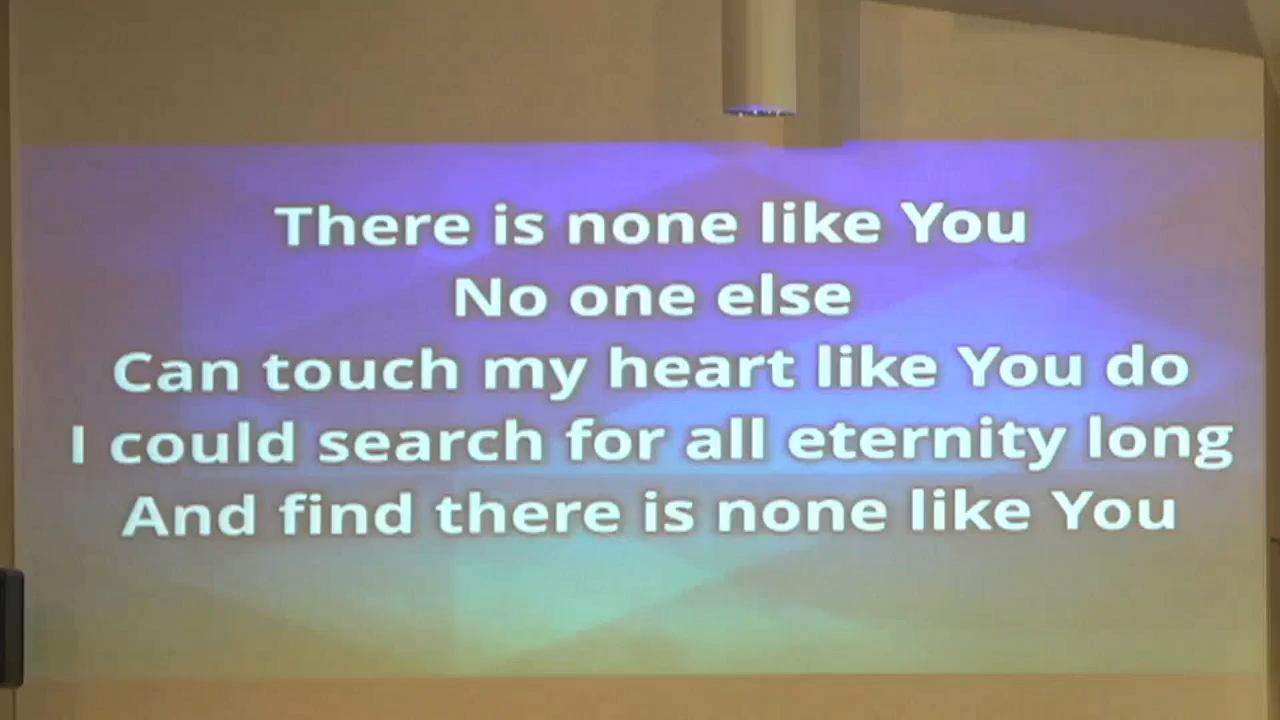 There is none like You
No one else
Can touch my heart like You do
I could search for all eternity long
And find there is none like You